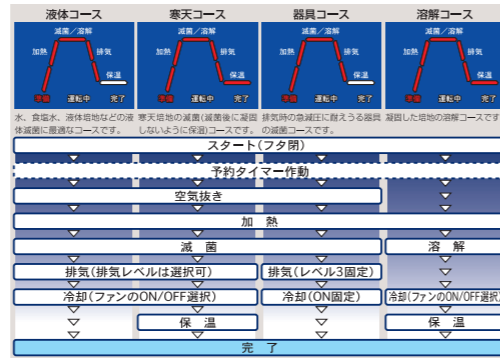 液体コース 寒天コース 器具コース 溶解コース
滅菌/溶解 滅菌/溶解 滅菌/溶解 滅菌/溶解
加熱 排気 加熱 排気 加熱 排気 加熱 排気
保温 保温 保温 保温
準備 運転中 完了 準備 運転中 完了 準備 運転中 完了 準備 運転中 完了
水、食塩水、液体培地などの液体滅菌に最適なコースです。
寒天培地の滅菌(滅菌後に凝固しないように保温)コースです。
排気時の急減圧に耐えうる器具の滅菌コースです。
凝固した培地の溶解コースです。
スタート(フタ閉)
予約タイマー作動
空気抜き
加 熱
滅 菌 溶 解
排気(排気レベルは選択可) 排気(レベル3固定)
冷却(ファンのON/OFF選択) 冷却(ON固定) 冷却(ファンのON/OFF選択)
保 温 保 温
完 了